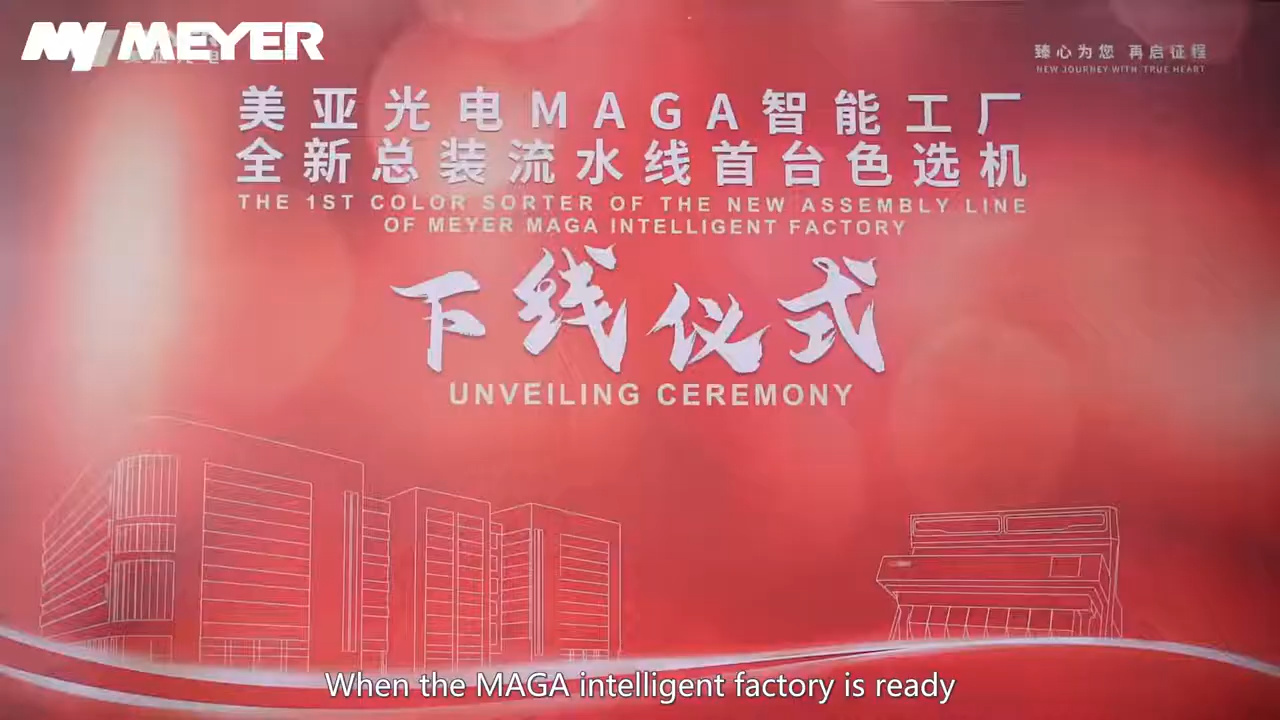 MEYER
臻心为您 再启征程
NEW JOURNEY WITH TRUE HEART
美亚光电MAGA智能工厂
全新总装流水线首台色选机
THE 1ST COLOR SORTER OF THE NEW ASSEMBLY LINE
OF MEYER MAGA INTELLIGENT FACTORY
下线仪式
UNVEILING CEREMONY
When the MAGA intelligent factory is ready